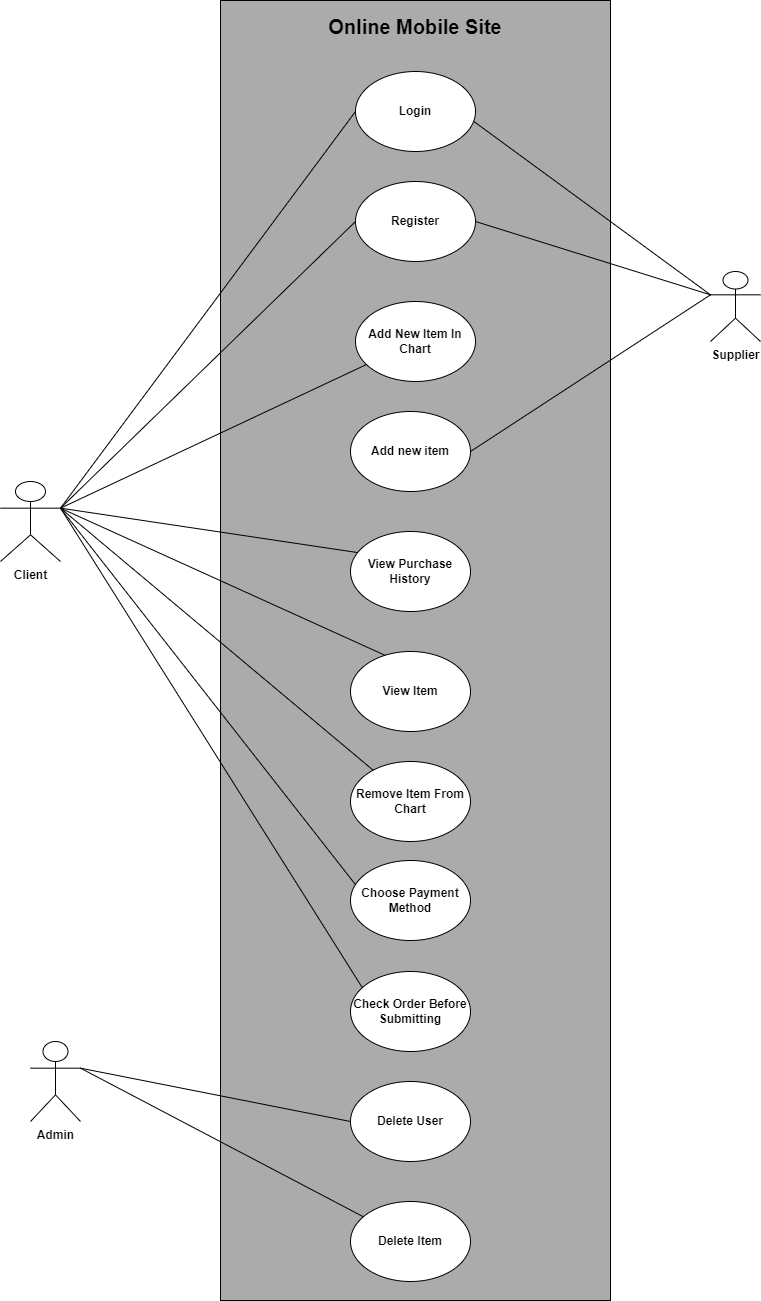 Online Mobile Site
Login
Register
Add New Item In
Chart
Supplier
Add new item
View Purchase
History
Client
View Item
Remove Item From
Chart
Choose Payment
Method
Check Order Before
Submitting
Admin
Delete User
Delete Item